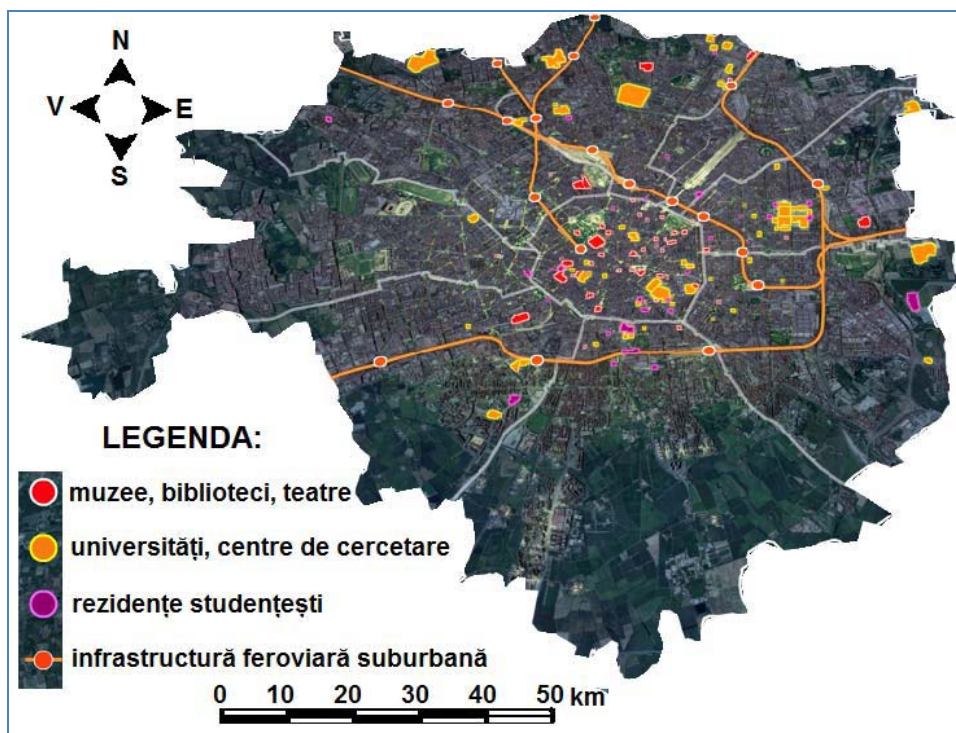 N
V E
S
LEGENDA:
muzee, biblioteci, teatre
universități, centre de cercetare
rezidențe studențești
infrastructură feroviară suburbană
0 10 20 30 40 50 km